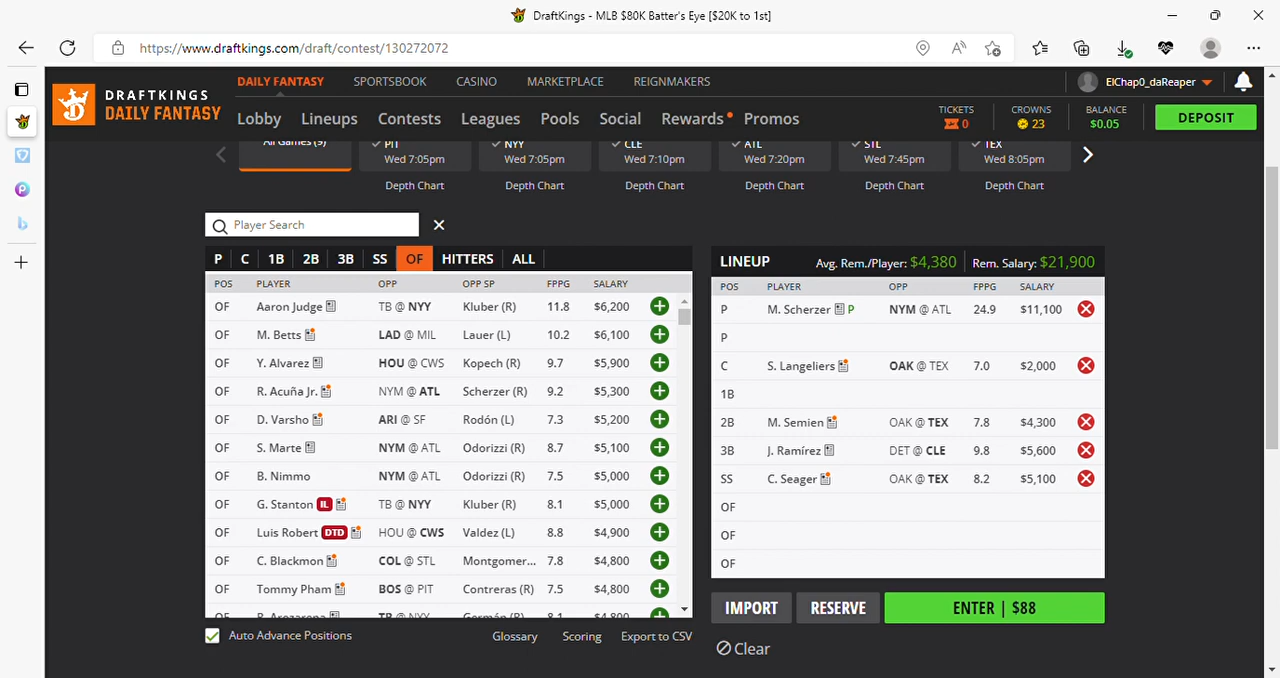 DraftKings - MLB $80K Batter's Eye [$20K to 1st]
https://www.draftkings.com/draft/contest/130272072
DRAFTKINGS
DAILY FANTASY
DAILY FANTASY SPORTSBOOK CASINO MARKETPLACE REIGNMAKERS
ElChap0_daReaper
Lobby Lineups Contests Leagues Pools Social Rewards Promos
TICKETS 0
CROWNS 23
BALANCE $0.05
DEPOSIT
All Games (9)
PIT NYY CLE ATL STL TEX
Wed 7:05pm Wed 7:05pm Wed 7:10pm Wed 7:20pm Wed 7:45pm Wed 8:05pm
Depth Chart Depth Chart Depth Chart Depth Chart Depth Chart Depth Chart
Player Search
P C 1B 2B 3B SS OF HITTERS ALL
POS PLAYER OPP OPP SP FPPG SALARY
OF Aaron Judge TB @ NYY Kluber (R) 11.8 $6,200
OF M. Betts LAD @ MIL Lauer (L) 10.2 $6,100
OF Y. Alvarez HOU @ CWS Kopech (R) 9.7 $5,900
OF R. Acuña Jr. NYM @ ATL Scherzer (R) 9.2 $5,300
OF D. Varsho ARI @ SF Rodón (L) 7.3 $5,200
OF S. Marte NYM @ ATL Odorizzi (R) 8.7 $5,100
OF B. Nimmo NYM @ ATL Odorizzi (R) 7.5 $5,000
OF G. Stanton IL TB @ NYY Kluber (R) 8.1 $5,000
OF Luis Robert DTD HOU @ CWS Valdez (L) 8.8 $4,900
OF C. Blackmon COL @ STL Montgomer... 7.8 $4,800
OF Tommy Pham BOS @ PIT Contreras (R) 7.5 $4,800
OF R. Arozarena TB @ NYY Germán (R) 8.1 $4,800
Auto Advance Positions
Glossary Scoring Export to CSV
LINEUP Avg. Rem./Player: $4,380 Rem. Salary: $21,900
POS PLAYER OPP FPPG SALARY
P M. Scherzer P NYM @ ATL 24.9 $11,100
P
C S. Langeliers OAK @ TEX 7.0 $2,000
1B
2B M. Semien OAK @ TEX 7.8 $4,300
3B J. Ramírez DET @ CLE 9.8 $5,600
SS C. Seager OAK @ TEX 8.2 $5,100
OF
OF
OF
IMPORT RESERVE ENTER | $88
Clear